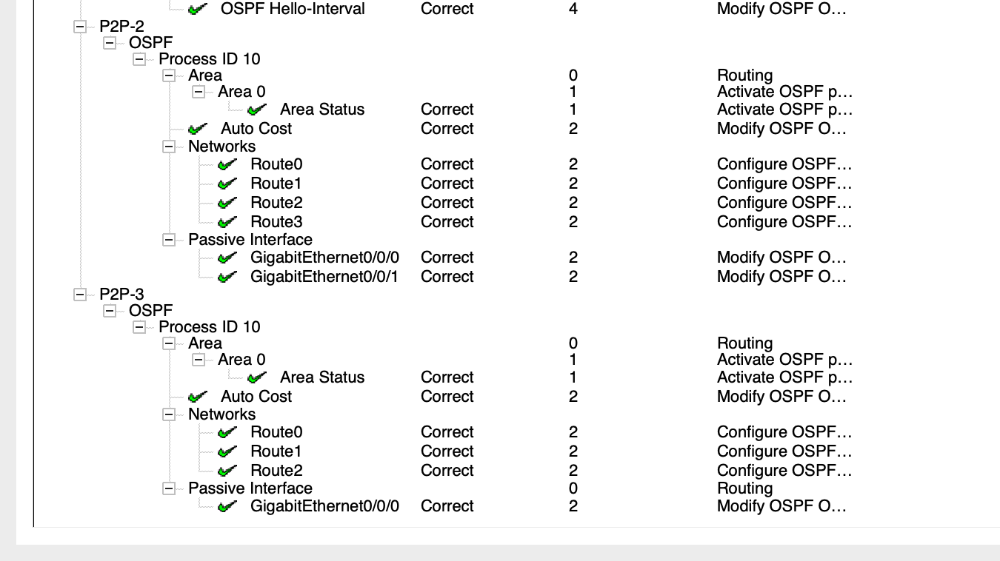 OSPF Hello-Interval Correct 4 Modify OSPF O...
P2P-2
OSPF
Process ID 10
Area 0 Routing
Area 0 1 Activate OSPF p...
Area Status Correct 1 Activate OSPF p...
Auto Cost Correct 2 Modify OSPF O...
Networks
Route0 Correct 2 Configure OSPF...
Route1 Correct 2 Configure OSPF...
Route2 Correct 2 Configure OSPF...
Route3 Correct 2 Configure OSPF...
Passive Interface
GigabitEthernet0/0/0 Correct 2 Modify OSPF O...
GigabitEthernet0/0/1 Correct 2 Modify OSPF O...
P2P-3
OSPF
Process ID 10
Area 0 Routing
Area 0 1 Activate OSPF p...
Area Status Correct 1 Activate OSPF p...
Auto Cost Correct 2 Modify OSPF O...
Networks
Route0 Correct 2 Configure OSPF...
Route1 Correct 2 Configure OSPF...
Route2 Correct 2 Configure OSPF...
Passive Interface 0 Routing
GigabitEthernet0/0/0 Correct 2 Modify OSPF O...